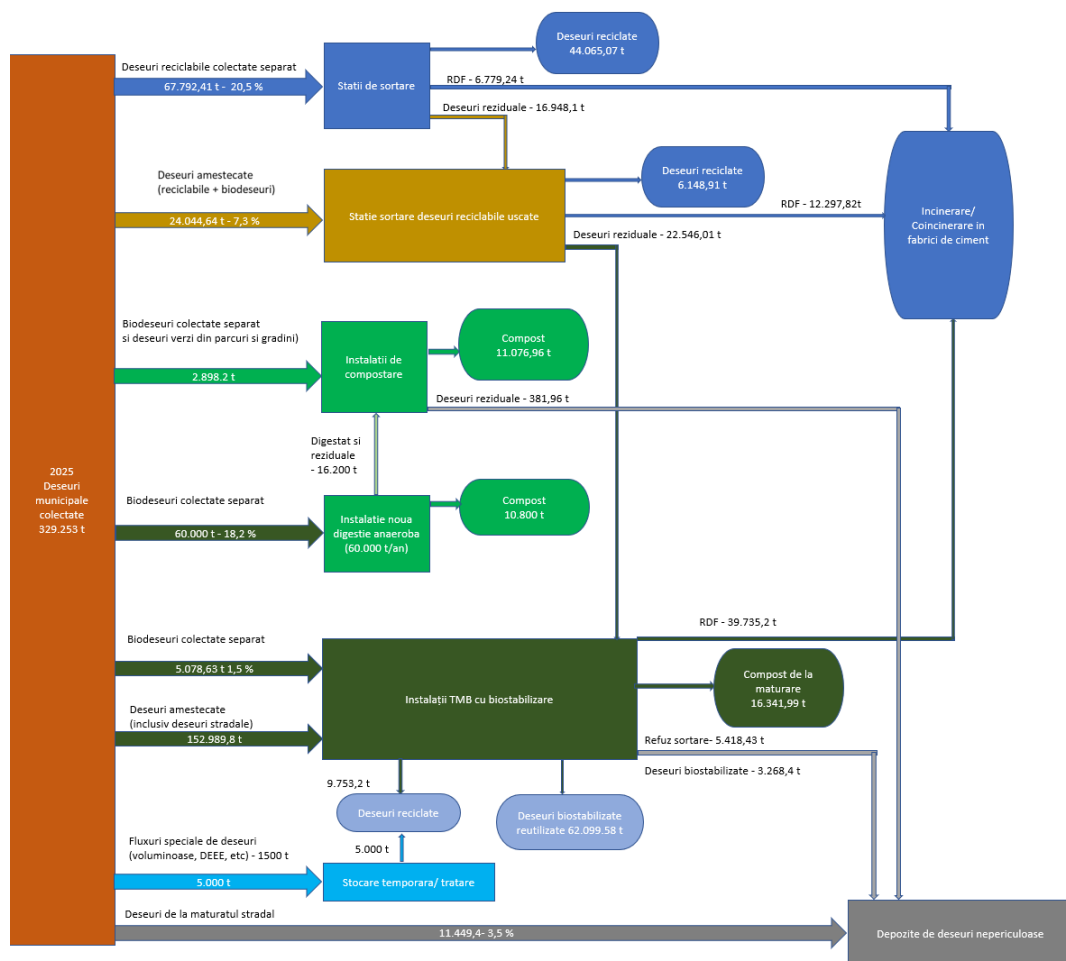 Deseuri reciclate
44.065,07 t
Deseuri reciclabile colectate separat
67.792,41 t - 20,5 %
Statii de sortare
RDF - 6.779,24 t
Deseuri reziduale - 16.948,1 t
Deseuri amestecate
(reciclabile + biodeseuri)
24.044,64 t - 7,3 %
Statie sortare deseuri reciclabile uscate
Deseuri reciclate
6.148,91 t
RDF - 12.297,82t
Deseuri reziduale - 22.546,01 t
Incinerare/
Coincinerare in
fabrici de ciment
Biodeseuri colectate separat
si deseuri verzi din parcuri si gradini)
2.898.2 t
Instalatii de
compostare
Compost
11.076,96 t
Deseuri reziduale - 381,96 t
Digestat si
reziduale
- 16.200 t
2025
Deseuri
municipale
colectate
329.253 t
Biodeseuri colectate separat
60.000 t - 18,2 %
Instalatie noua
digestie anaeroba
(60.000 t/an)
Compost
10.800 t
Biodeseuri colectate separat
5.078,63 t 1,5 %
Deseuri amestecate
(inclusiv deseuri stradale)
152.989,8 t
Instalații TMB cu biostabilizare
RDF - 39.735,2 t
Compost de la
maturare
16.341,99 t
Refuz sortare- 5.418,43 t
Deseuri biostabilizate - 3.268,4 t
9.753,2 t
Deseuri reciclate
Deseuri biostabilizate
reutilizate 62.099.58 t
Fluxuri speciale de deseuri
(voluminoase, DEEE, etc) - 1500 t
5.000 t
5.000 t
Stocare temporara/ tratare
Deseuri de la maturatul stradal
11.449,4- 3,5 %
Depozite de deseuri nepericuloase